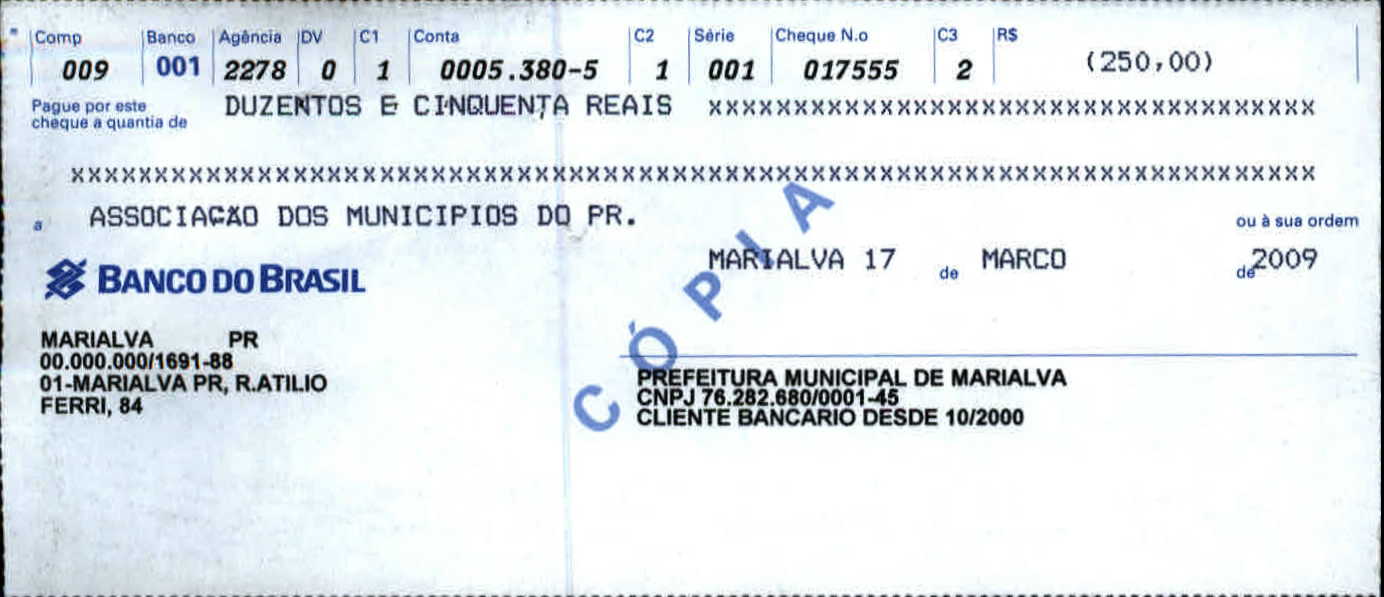 Comp Banco Agência DV C1 Conta C2 Série Cheque N.o C3 R$
009 001 2278 0 1 0005.380-5 1 001 017555 2 (250,00)
Pague por este cheque a quantia de DUZENTOS E CINQUENTA REAIS XXXXXXXXXXXXXXXXXXXXXXXXXXXXXXXXXXXX
XXXXXXXXXXXXXXXXXXXXXXXXXXXXXXXXXXXXXXXXXXXXXXXXXXXXXXXXXXXXXXXXXXXXXXXXXX
a ASSOCIAÇÃO DOS MUNICIPIOS DO PR. ou à sua ordem
MARIALVA 17 de MARCO de 2009
BANCO DO BRASIL
MARIALVA PR
00.000.000/1691-88
01-MARIALVA PR, R.ATILIO
FERRI, 84
PREFEITURA MUNICIPAL DE MARIALVA
CNPJ 76.282.680/0001-45
CLIENTE BANCARIO DESDE 10/2000
CÓPIA